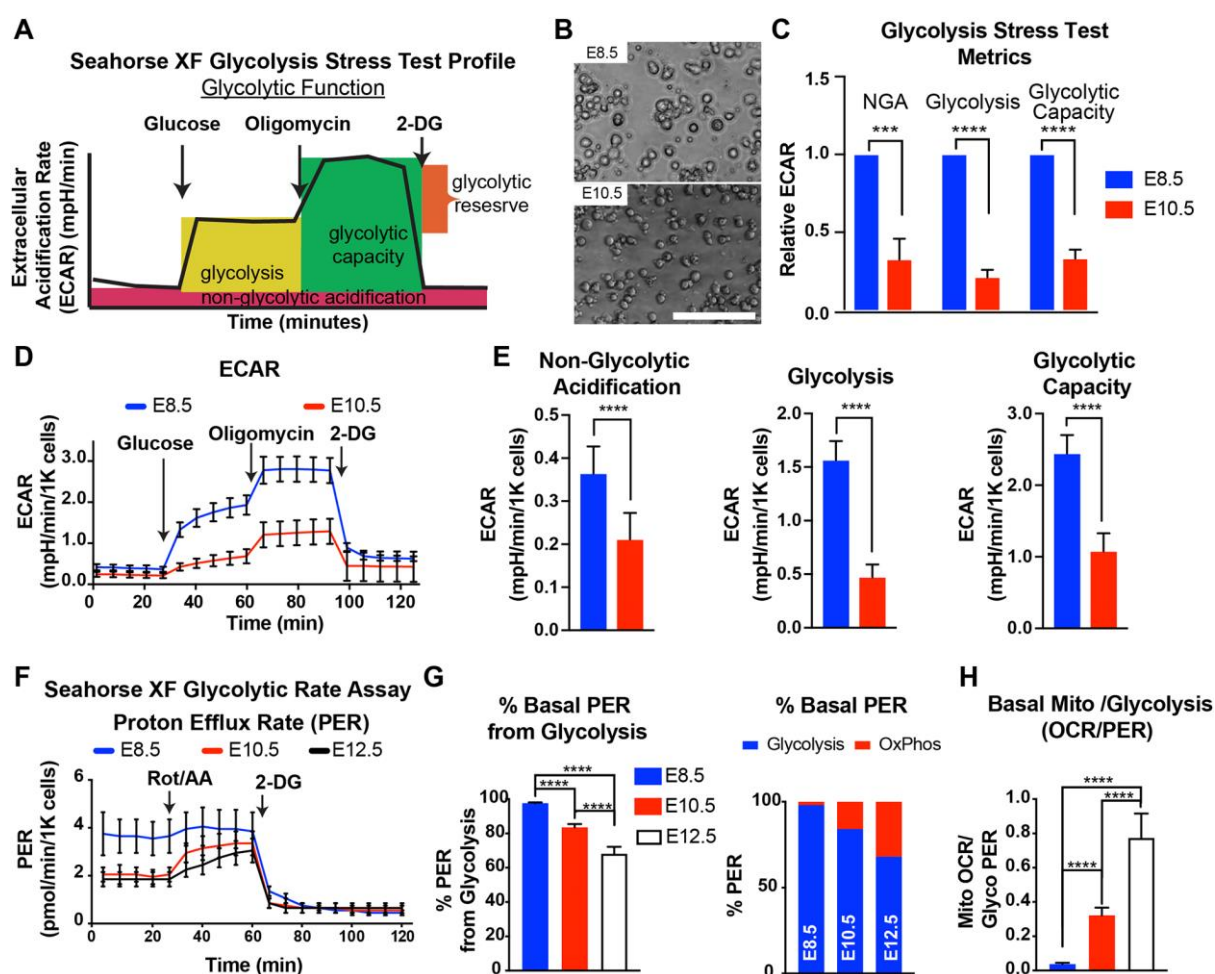 A
Seahorse XF Glycolysis Stress Test Profile
Glycolytic Function
Glucose
Oligomycin
2-DG
Extracellular
Acidification Rate
(ECAR) (mpH/min)
glycolytic
resesrve
glycolytic
capacity
glycolysis
non-glycolytic acidification
Time (minutes)
B
E8.5
E10.5
C
Glycolysis Stress Test
Metrics
Relative ECAR
1.5
1.0
0.5
0.0
NGA
Glycolysis
Glycolytic
Capacity
***
****
****
E8.5
E10.5
D
ECAR
E8.5
E10.5
Glucose
Oligomycin
2-DG
ECAR
(mpH/min/1K cells)
3.0
2.0
1.0
0.0
0 20 40 60 80 100 120
Time (min)
E
Non-Glycolytic
Acidification
ECAR
(mpH/min/1K cells)
0.5
0.4
0.3
0.2
0.1
0.0
****
Glycolysis
ECAR
(mpH/min/1K cells)
2.0
1.5
1.0
0.5
0.0
****
Glycolytic
Capacity
ECAR
(mpH/min/1K cells)
3.0
2.0
1.0
0.0
****
F
Seahorse XF Glycolytic Rate Assay
Proton Efflux Rate (PER)
E8.5
E10.5
E12.5
Rot/AA
2-DG
PER
(pmol/min/1K cells)
6
4
2
0
0 20 40 60 80 100 120
Time (min)
G
% Basal PER
from Glycolysis
% PER
from Glycolysis
100
80
60
40
20
0
****
****
****
E8.5
E10.5
E12.5
% Basal PER
Glycolysis
OxPhos
% PER
100
50
0
E8.5
E10.5
E12.5
H
Basal Mito /Glycolysis
(OCR/PER)
Mito OCR/
Glyco PER
1.0
0.8
0.6
0.4
0.2
0.0
****
****
****